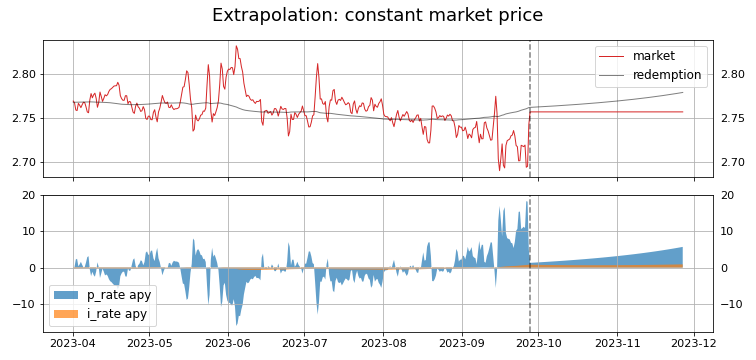 Extrapolation: constant market price
market
redemption
2.80 2.80
2.75 2.75
2.70 2.70
20 20
10 10
0 0
−10 −10
p_rate apy
i_rate apy
2023-04 2023-05 2023-06 2023-07 2023-08 2023-09 2023-10 2023-11 2023-12